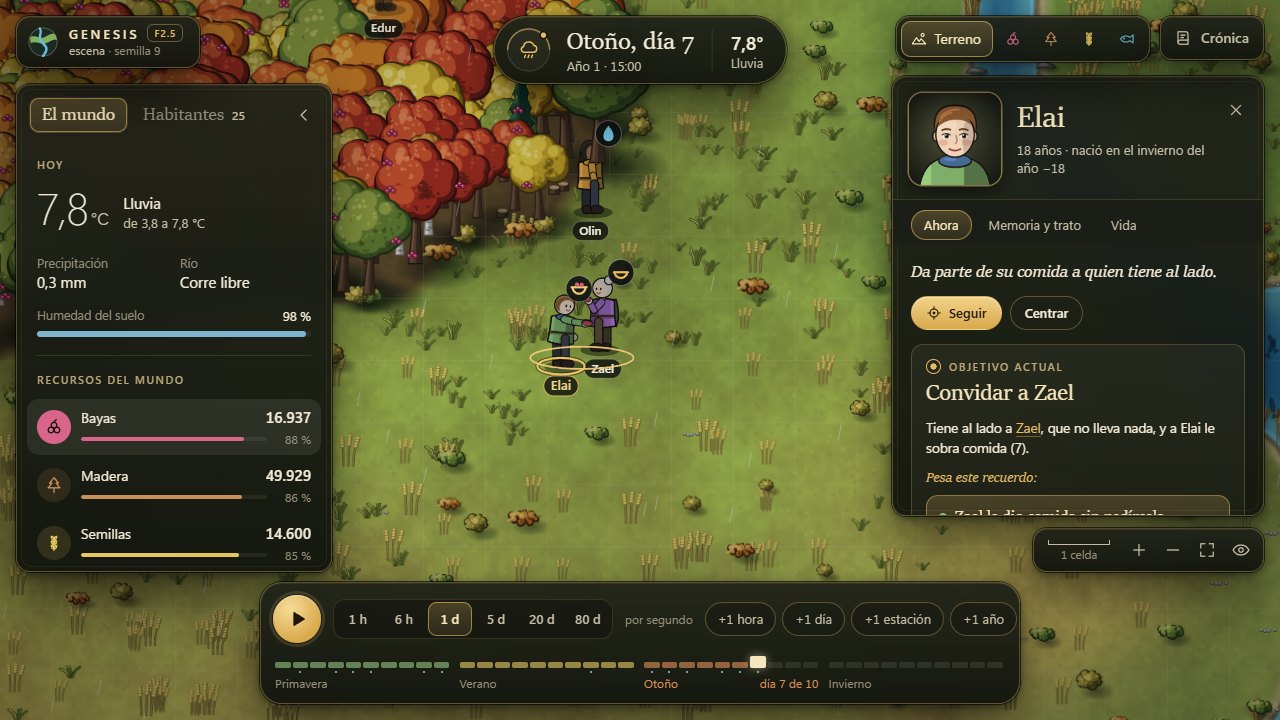 GENESIS F2.5
escena · semilla 9
Edur
Otoño, día 7
Año 1 · 15:00
7,8°
Lluvia
Terreno
Crónica
El mundo
Habitantes 25
HOY
7,8 °C
Lluvia
de 3,8 a 7,8 °C
Precipitación
0,3 mm
Río
Corre libre
Humedad del suelo 98 %
RECURSOS DEL MUNDO
Bayas 16.937
88 %
Madera 49.929
86 %
Semillas 14.600
85 %
Olin
Zael
Elai
Elai
18 años · nació en el invierno del
año −18
Ahora
Memoria y trato
Vida
Da parte de su comida a quien tiene al lado.
Seguir
Centrar
OBJETIVO ACTUAL
Convidar a Zael
Tiene al lado a Zael, que no lleva nada, y a Elai le
sobra comida (7).
Pesa este recuerdo:
1 celda
1 h
6 h
1 d
5 d
20 d
80 d
por segundo
+1 hora
+1 día
+1 estación
+1 año
Primavera
Verano
Otoño
día 7 de 10
Invierno